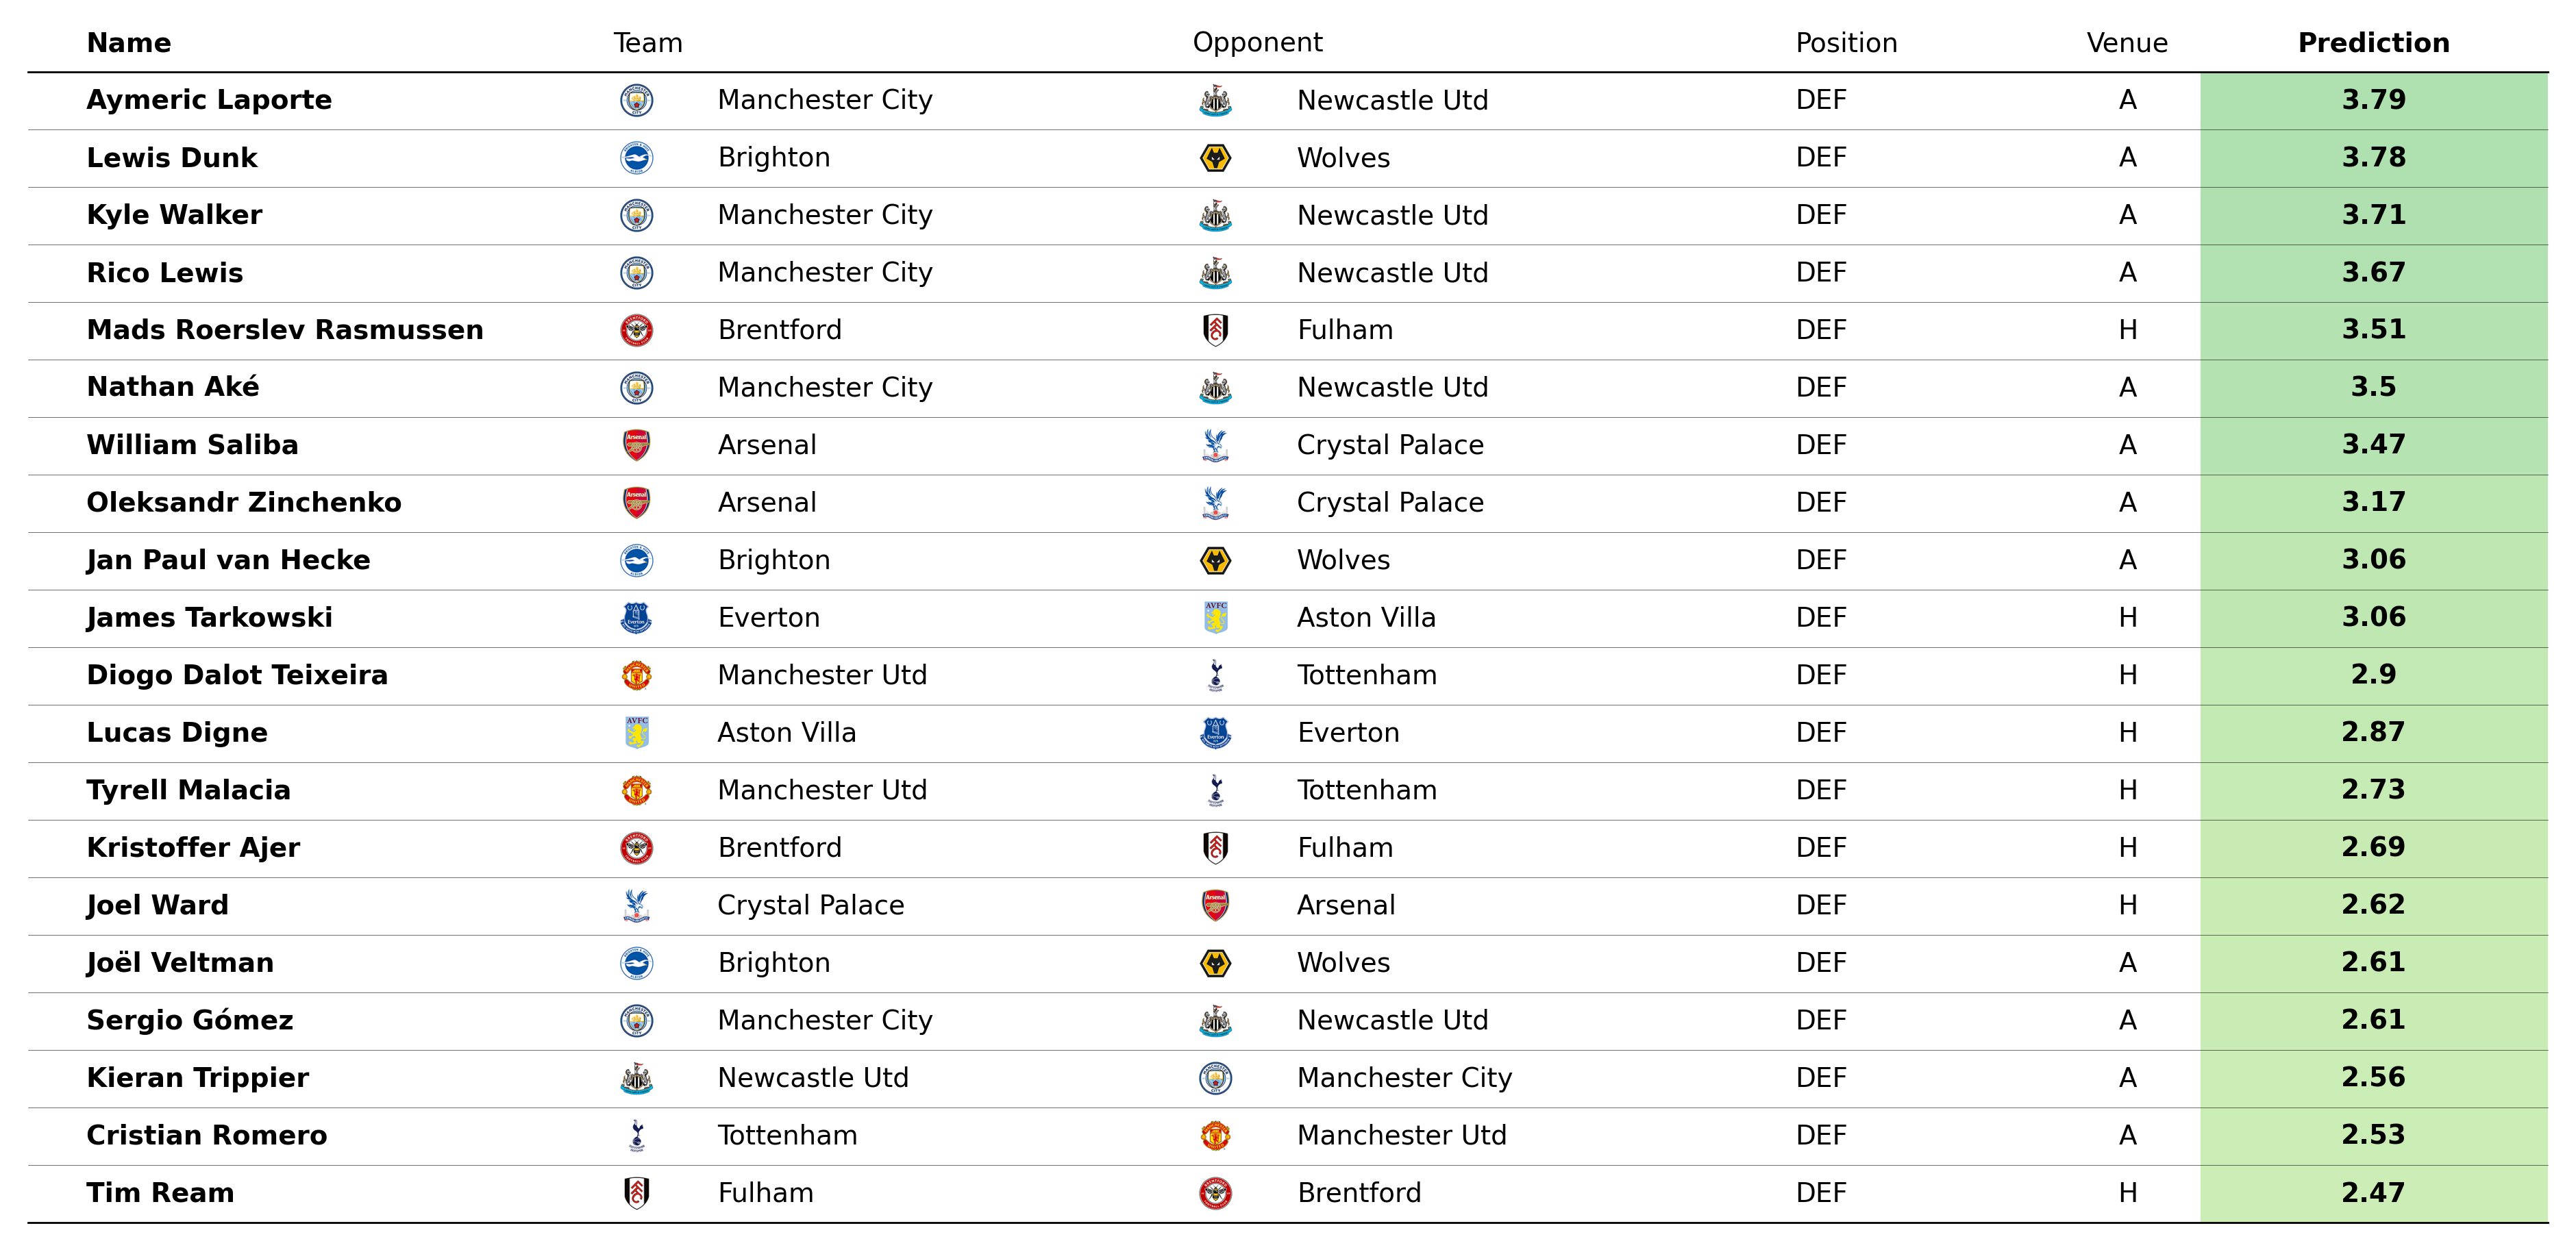 Name Team Opponent Position Venue Prediction
Aymeric Laporte Manchester City Newcastle Utd DEF A 3.79
Lewis Dunk Brighton Wolves DEF A 3.78
Kyle Walker Manchester City Newcastle Utd DEF A 3.71
Rico Lewis Manchester City Newcastle Utd DEF A 3.67
Mads Roerslev Rasmussen Brentford Fulham DEF H 3.51
Nathan Aké Manchester City Newcastle Utd DEF A 3.5
William Saliba Arsenal Crystal Palace DEF A 3.47
Oleksandr Zinchenko Arsenal Crystal Palace DEF A 3.17
Jan Paul van Hecke Brighton Wolves DEF A 3.06
James Tarkowski Everton Aston Villa DEF H 3.06
Diogo Dalot Teixeira Manchester Utd Tottenham DEF H 2.9
Lucas Digne Aston Villa Everton DEF H 2.87
Tyrell Malacia Manchester Utd Tottenham DEF H 2.73
Kristoffer Ajer Brentford Fulham DEF H 2.69
Joel Ward Crystal Palace Arsenal DEF H 2.62
Joël Veltman Brighton Wolves DEF A 2.61
Sergio Gómez Manchester City Newcastle Utd DEF A 2.61
Kieran Trippier Newcastle Utd Manchester City DEF A 2.56
Cristian Romero Tottenham Manchester Utd DEF A 2.53
Tim Ream Fulham Brentford DEF H 2.47